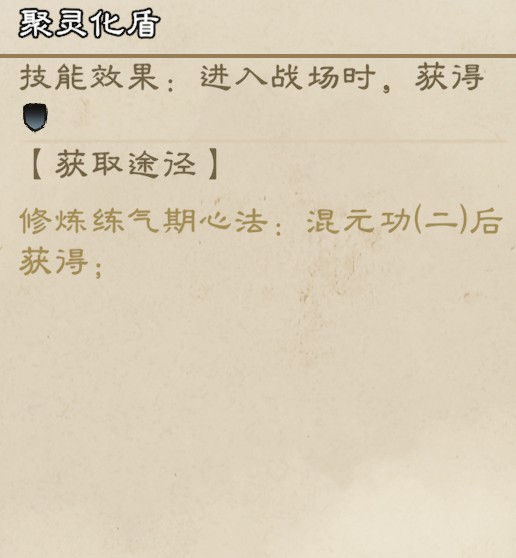 聚灵化盾
技能效果：进入战场时，获得
【获取途径】
修炼练气期心法：混元功(二)后
获得；